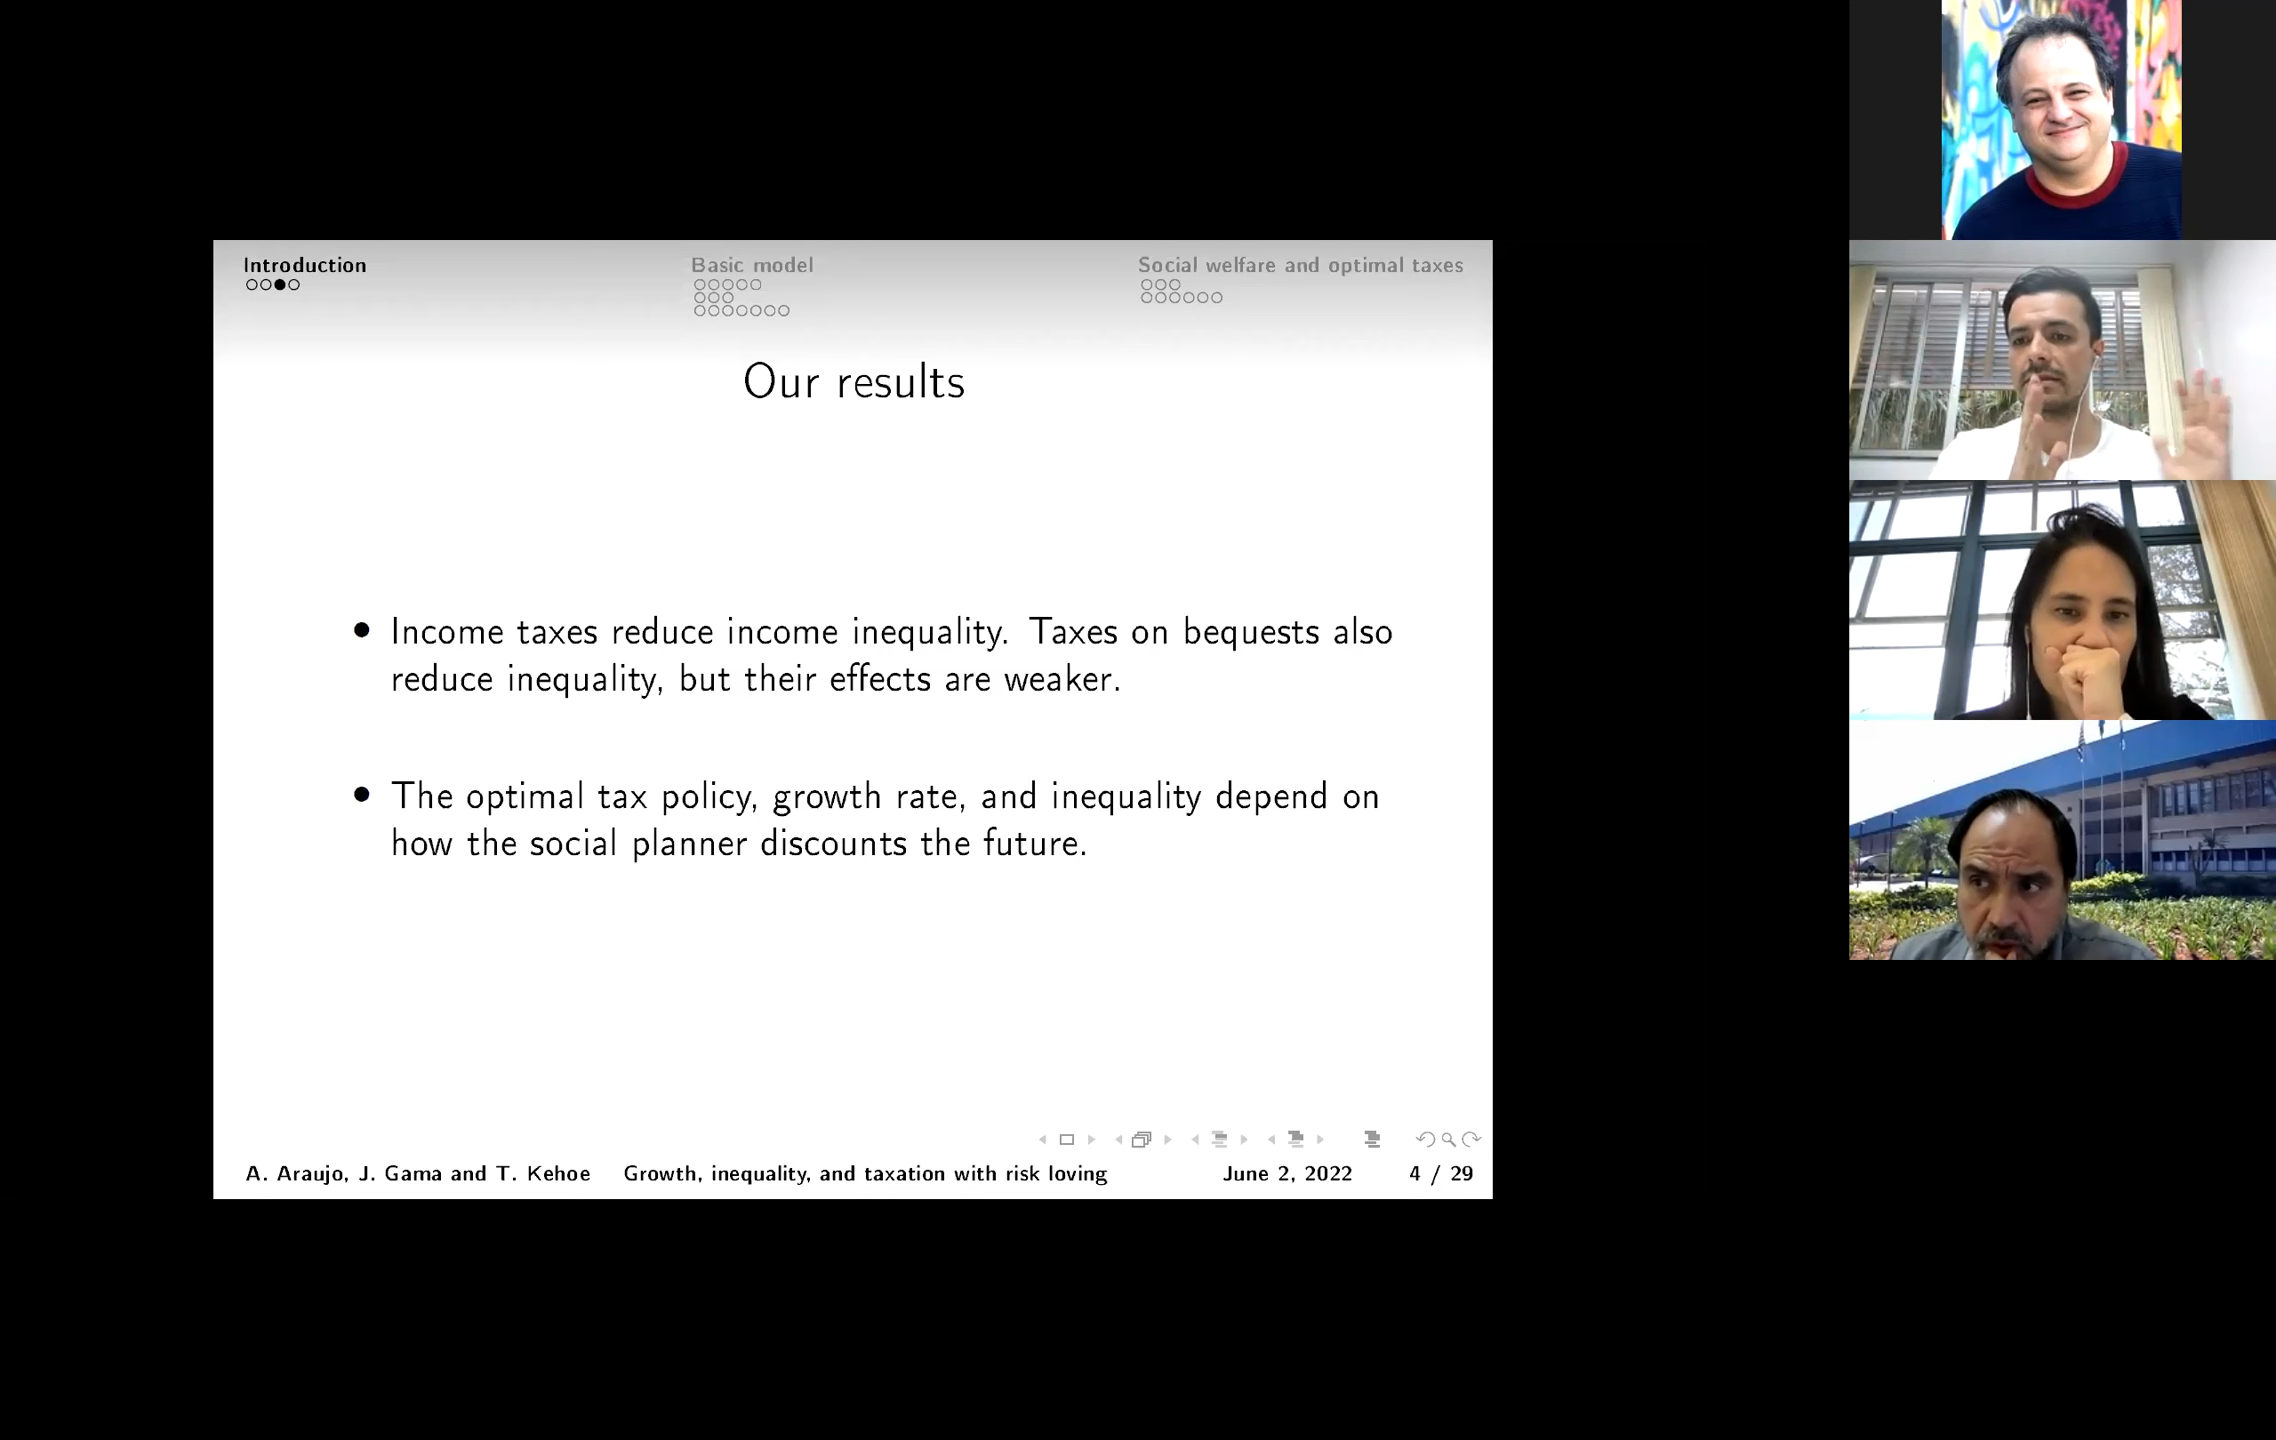 Introduction
Basic model
Social welfare and optimal taxes
Our results
• Income taxes reduce income inequality. Taxes on bequests also
reduce inequality, but their effects are weaker.
• The optimal tax policy, growth rate, and inequality depend on
how the social planner discounts the future.
A. Araujo, J. Gama and T. Kehoe Growth, inequality, and taxation with risk loving June 2, 2022 4 / 29